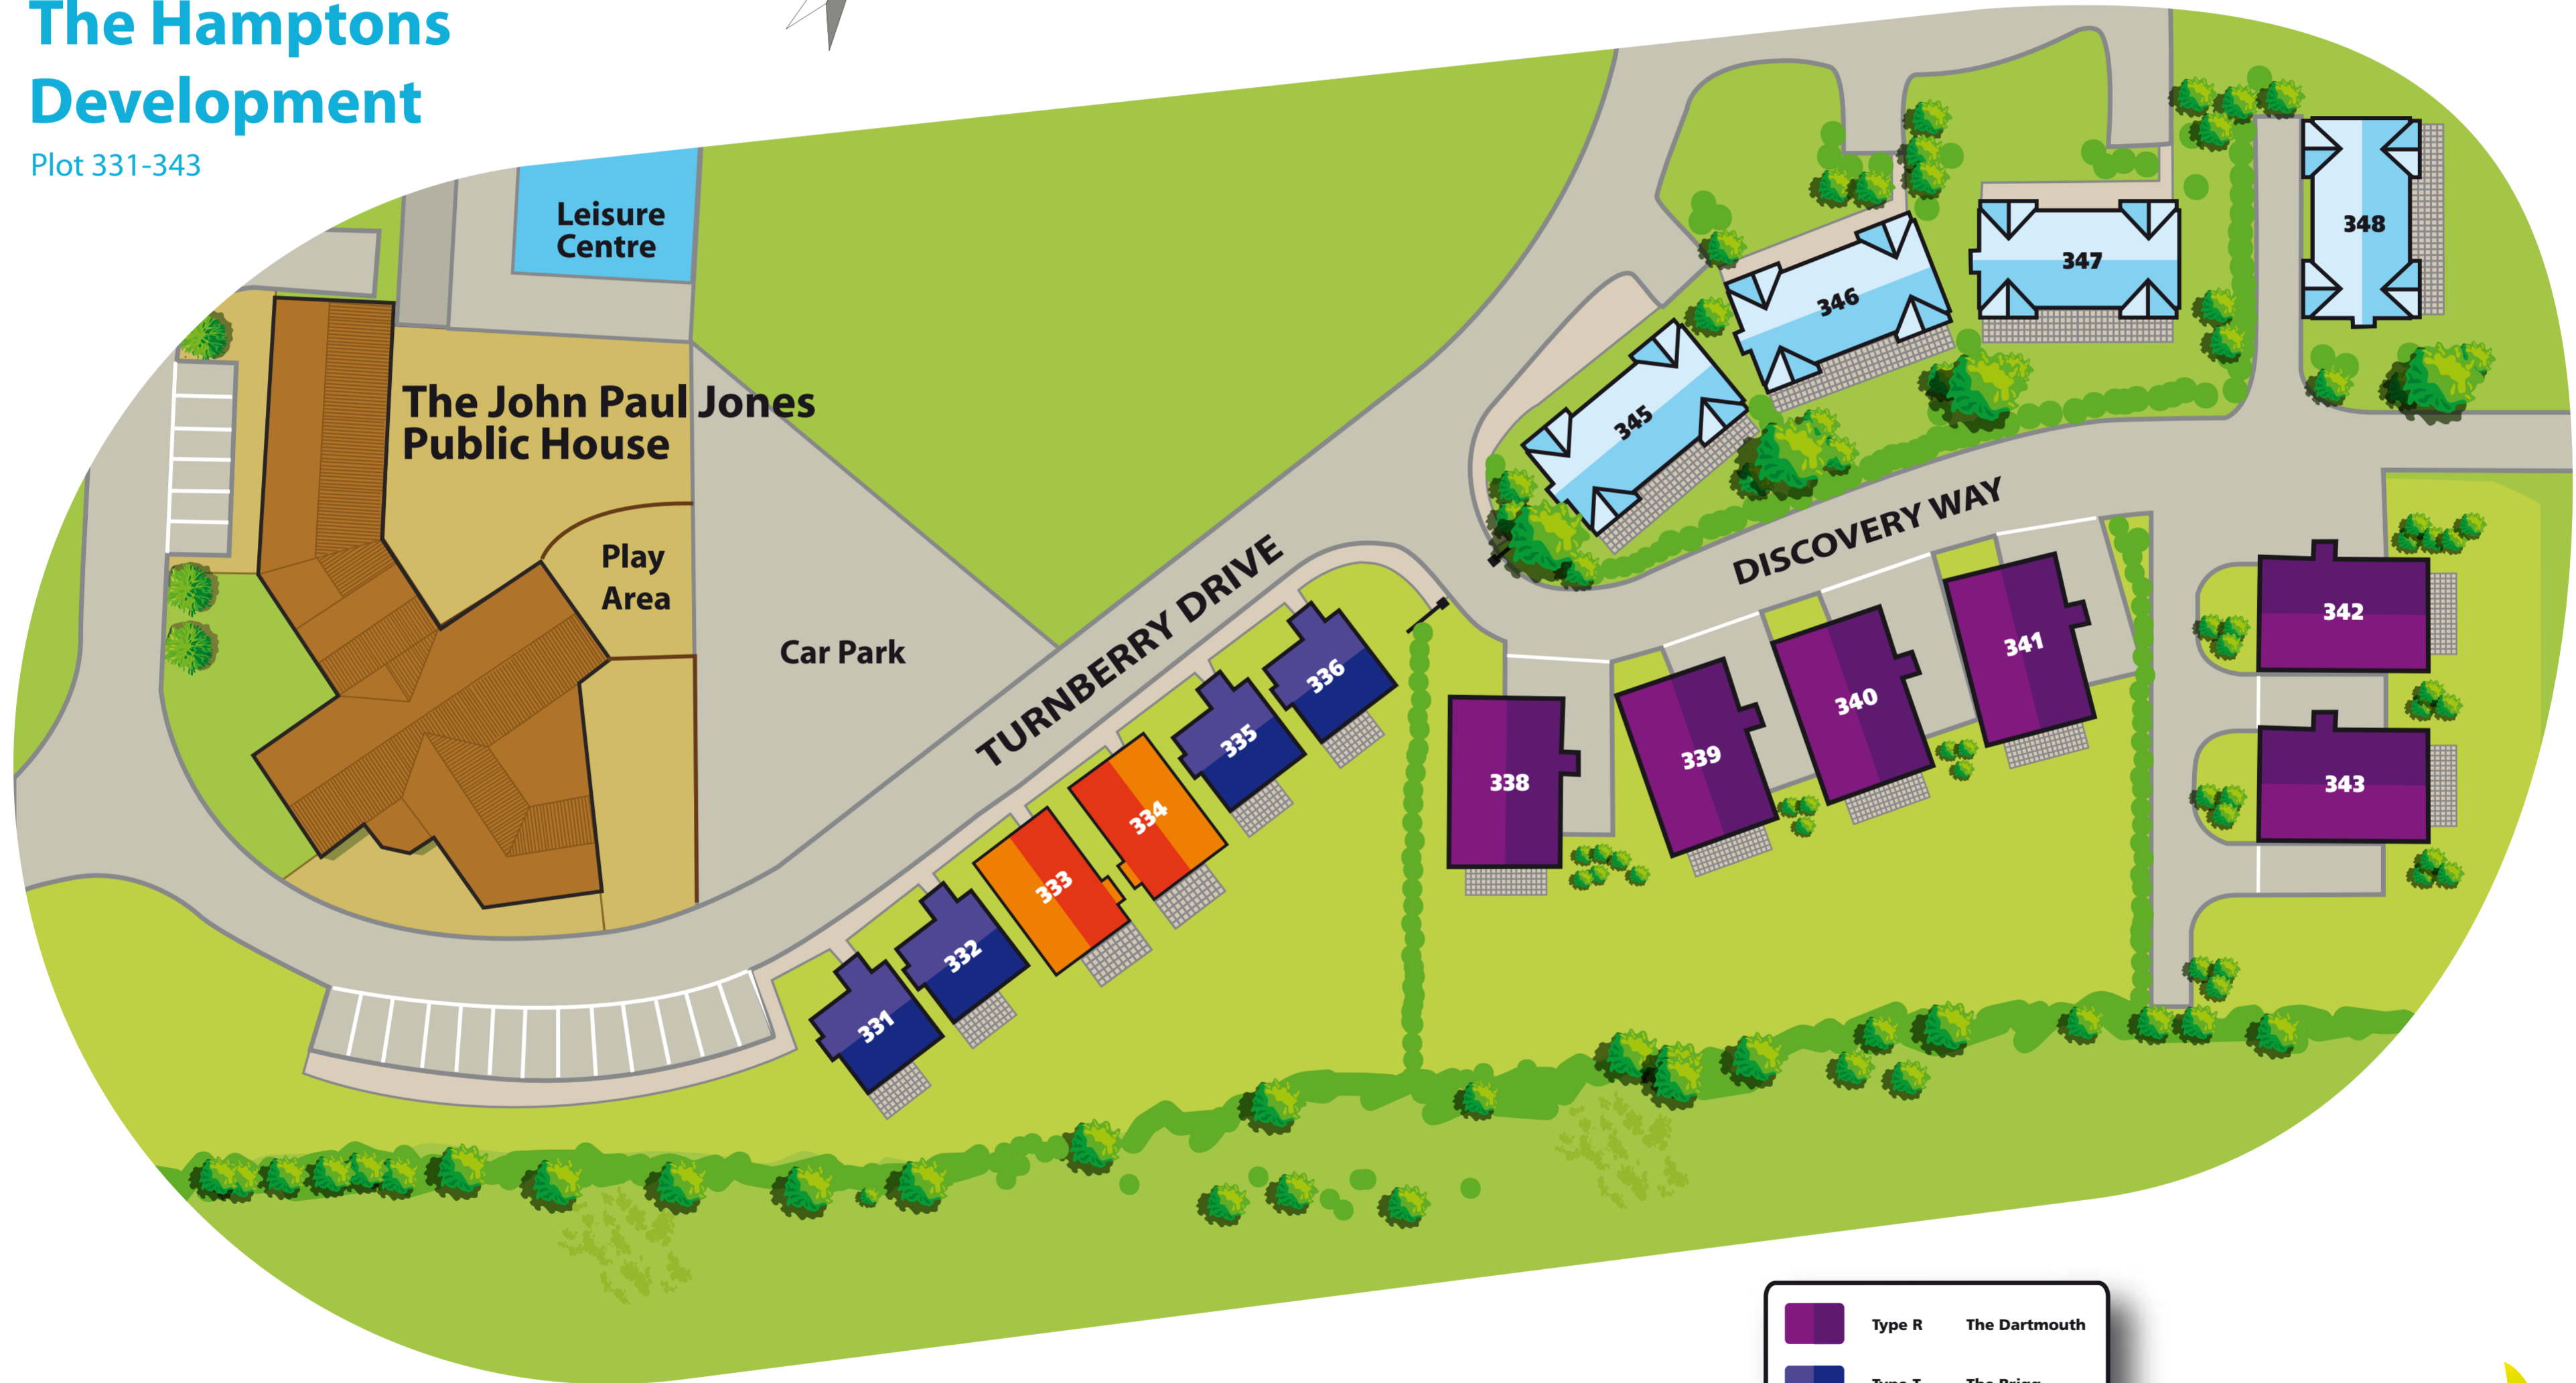 The Hamptons
Development
Plot 331-343
Leisure
Centre
The John Paul Jones
Public House
Play
Area
Car Park
TURNBERRY DRIVE
DISCOVERY WAY
348
347
346
345
342
341
340
339
338
343
336
335
334
333
332
331
Type R The Dartmouth